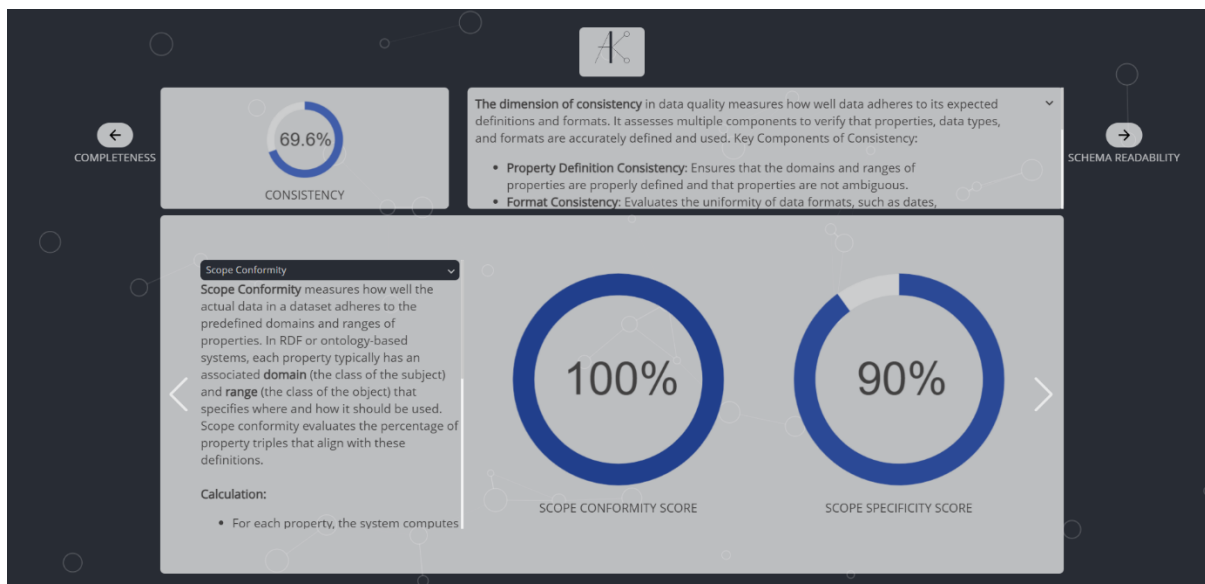 AK
COMPLETENESS
69.6%
CONSISTENCY
The dimension of consistency in data quality measures how well data adheres to its expected
definitions and formats. It assesses multiple components to verify that properties, data types,
and formats are accurately defined and used. Key Components of Consistency:
• Property Definition Consistency: Ensures that the domains and ranges of
properties are properly defined and that properties are not ambiguous.
• Format Consistency: Evaluates the uniformity of data formats, such as dates,
SCHEMA READABILITY
Scope Conformity
Scope Conformity measures how well the
actual data in a dataset adheres to the
predefined domains and ranges of
properties. In RDF or ontology-based
systems, each property typically has an
associated domain (the class of the subject)
and range (the class of the object) that
specifies where and how it should be used.
Scope conformity evaluates the percentage of
property triples that align with these
definitions.
Calculation:
• For each property, the system computes
100%
SCOPE CONFORMITY SCORE
90%
SCOPE SPECIFICITY SCORE